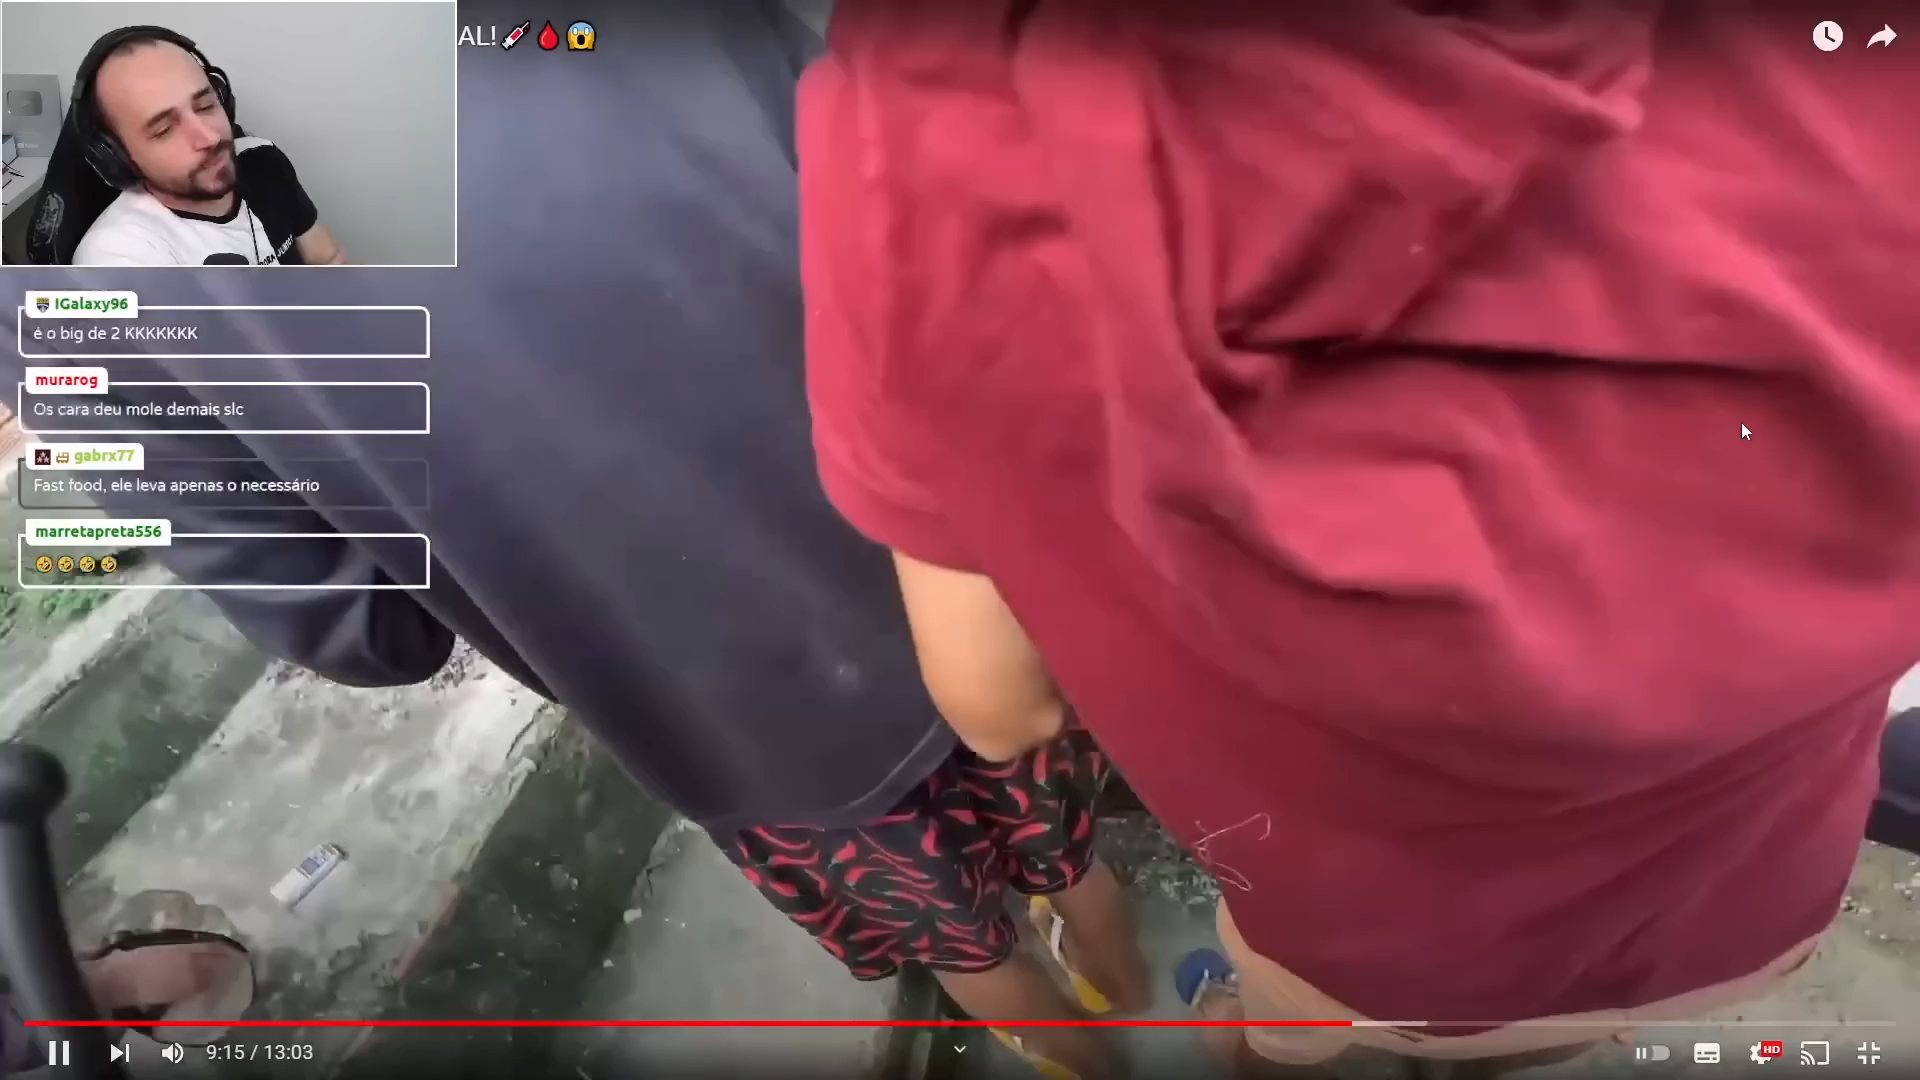 AL!💉🩸😱
IGalaxy96
é o big de 2 KKKKKKK
murarog
Os cara deu mole demais slc
gabrx77
Fast food, ele leva apenas o necessário
marretapreta556
🤣🤣🤣🤣
9:15 / 13:03
HD